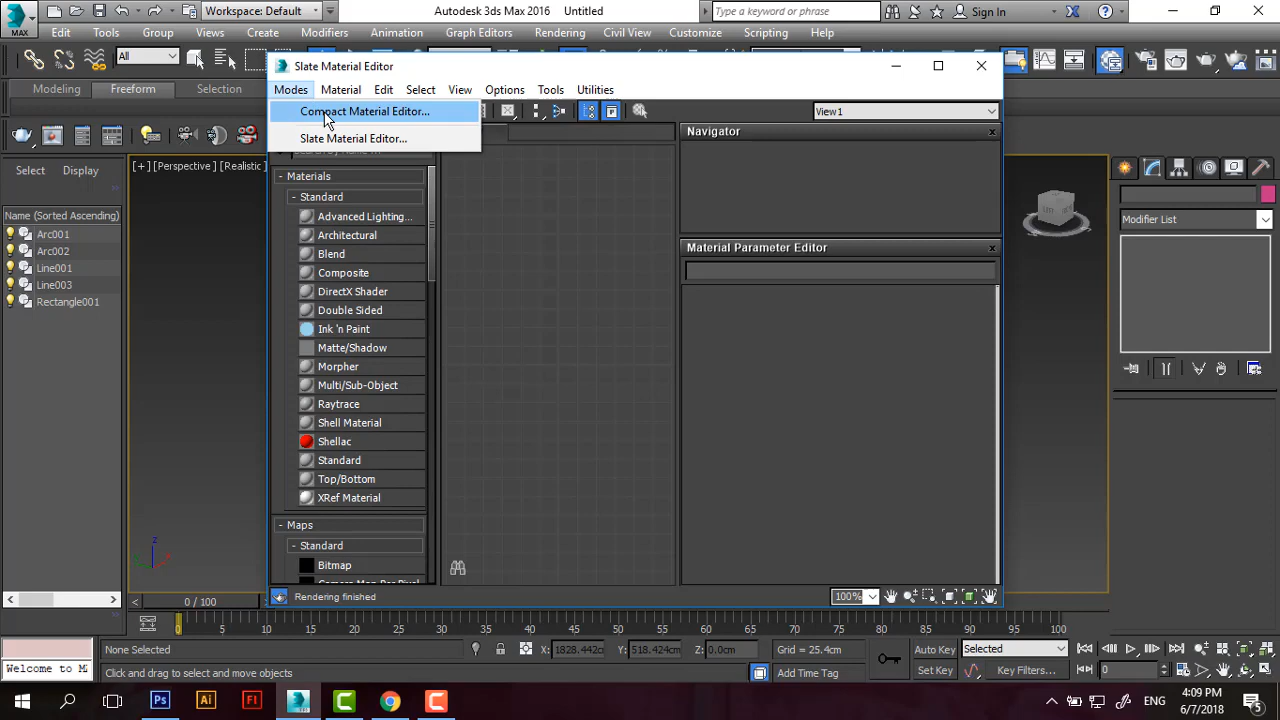 MAX
Workspace: Default
Autodesk 3ds Max 2016 Untitled
Type a keyword or phrase
Sign In
Edit Tools Group Views Create Modifiers Animation Graph Editors Rendering Civil View Customize Scripting Help
All
Slate Material Editor
Modeling Freeform Selection
Modes Material Edit Select View Options Tools Utilities
Compact Material Editor...
Slate Material Editor...
View1
Navigator
Select Display
[+] [Perspective] [Realistic]
Name (Sorted Ascending)
Arc001
Arc002
Line001
Line003
Rectangle001
- Materials
- Standard
Advanced Lighting...
Architectural
Blend
Composite
DirectX Shader
Double Sided
Ink 'n Paint
Matte/Shadow
Morpher
Multi/Sub-Object
Raytrace
Shell Material
Shellac
Standard
Top/Bottom
XRef Material
- Maps
- Standard
Bitmap
Material Parameter Editor
Modifier List
Rendering finished
100%
0 / 100
0 5 10 15 20 25 30 35 40 45 50 55 60 65 70 75 80 85 90 95 100
None Selected
X: 1828.442c
Y: 518.424cm
Z: 0.0cm
Grid = 25.4cm
Auto Key
Selected
Welcome to M
Click and drag to select and move objects
Add Time Tag
Set Key
Key Filters...
0
Ps
Ai
Fl
MAX
ENG
4:09 PM
6/7/2018
5